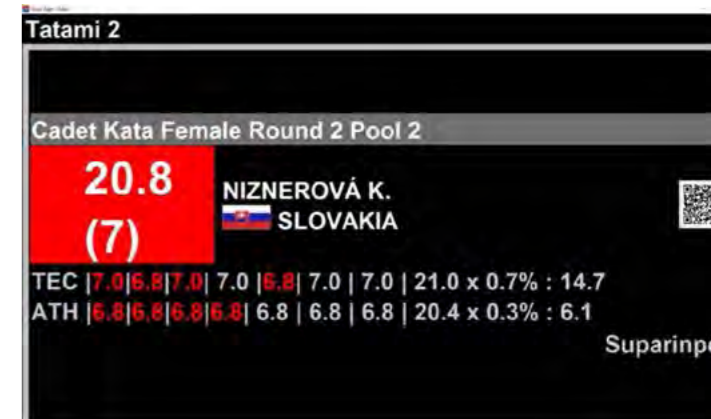 Tatami 2
Cadet Kata Female Round 2 Pool 2
20.8
(7)
NIZNEROVÁ K.
SLOVAKIA
TEC |7.0|6.8|7.0| 7.0 |6.8| 7.0 | 7.0 | 21.0 x 0.7% : 14.7
ATH |6.8|6.8|6.8|6.8| 6.8 | 6.8 | 6.8 | 20.4 x 0.3% : 6.1
Suparinpe